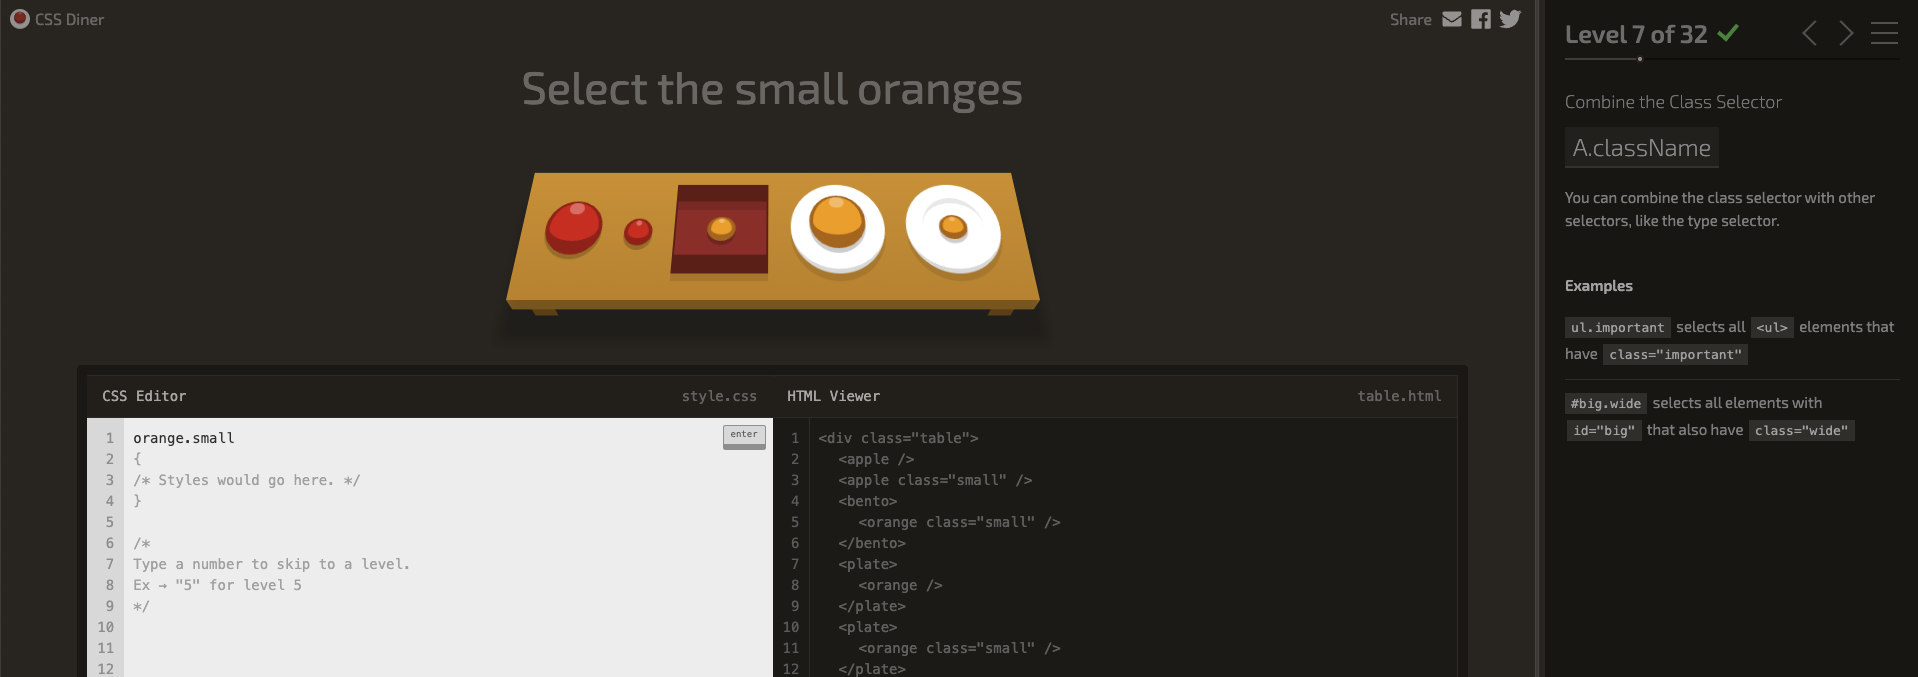 CSS Diner
Share
Select the small oranges
CSS Editor
style.css
1 orange.small
enter
2 {
3 /* Styles would go here. */
4 }
5
6 /*
7 Type a number to skip to a level.
8 Ex → "5" for level 5
9 */
10
11
12
HTML Viewer
table.html
1 <div class="table">
2 <apple />
3 <apple class="small" />
4 <bento>
5 <orange class="small" />
6 </bento>
7 <plate>
8 <orange />
9 </plate>
10 <plate>
11 <orange class="small" />
12 </plate>
Level 7 of 32
Combine the Class Selector
A.className
You can combine the class selector with other
selectors, like the type selector.
Examples
ul.important selects all <ul> elements that
have class="important"
#big.wide selects all elements with
id="big" that also have class="wide"